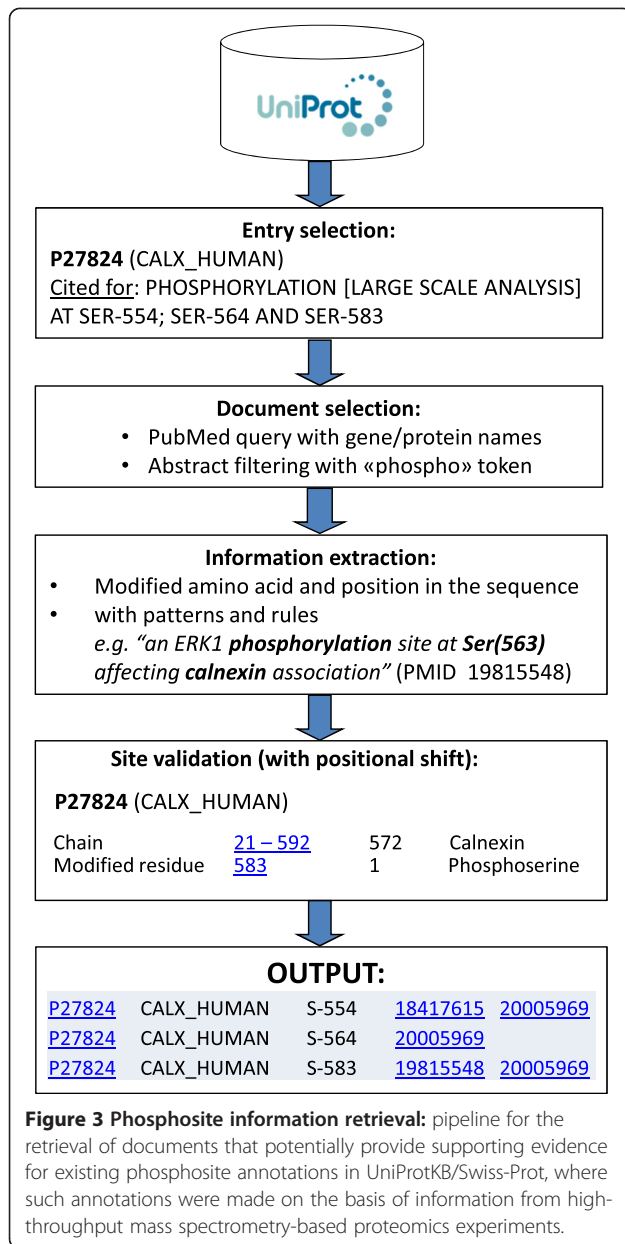 UniProt
Entry selection:
P27824 (CALX_HUMAN)
Cited for: PHOSPHORYLATION [LARGE SCALE ANALYSIS]
AT SER-554; SER-564 AND SER-583
Document selection:
• PubMed query with gene/protein names
• Abstract filtering with «phospho» token
Information extraction:
• Modified amino acid and position in the sequence
• with patterns and rules
e.g. “an ERK1 phosphorylation site at Ser(563)
affecting calnexin association” (PMID 19815548)
Site validation (with positional shift):
P27824 (CALX_HUMAN)
Chain 21 – 592 572 Calnexin
Modified residue 583 1 Phosphoserine
OUTPUT:
P27824 CALX_HUMAN S-554 18417615 20005969
P27824 CALX_HUMAN S-564 20005969
P27824 CALX_HUMAN S-583 19815548 20005969
Figure 3 Phosphosite information retrieval: pipeline for the
retrieval of documents that potentially provide supporting evidence
for existing phosphosite annotations in UniProtKB/Swiss-Prot, where
such annotations were made on the basis of information from high-
throughput mass spectrometry-based proteomics experiments.